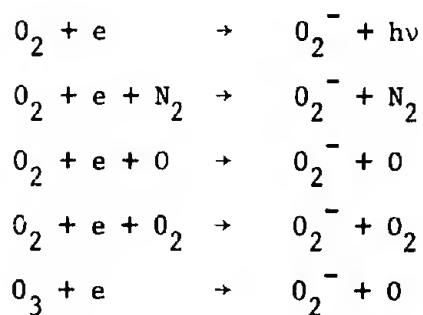 O₂ + e → O₂⁻ + hν
O₂ + e + N₂ → O₂⁻ + N₂
O₂ + e + O → O₂⁻ + O
O₂ + e + O₂ → O₂⁻ + O₂
O₃ + e → O₂⁻ + O